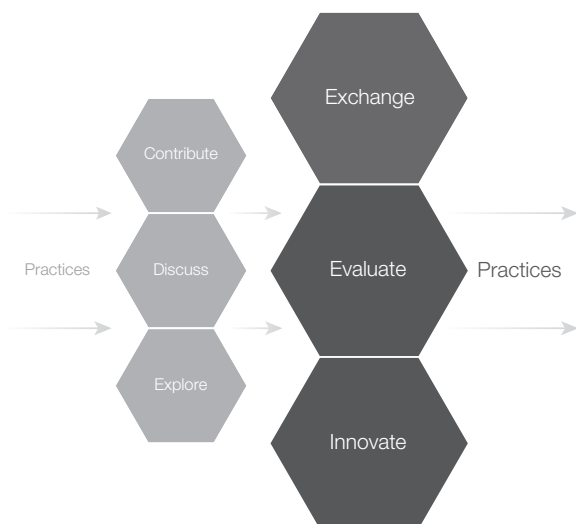 Practices
Contribute
Discuss
Explore
Exchange
Evaluate
Innovate
Practices